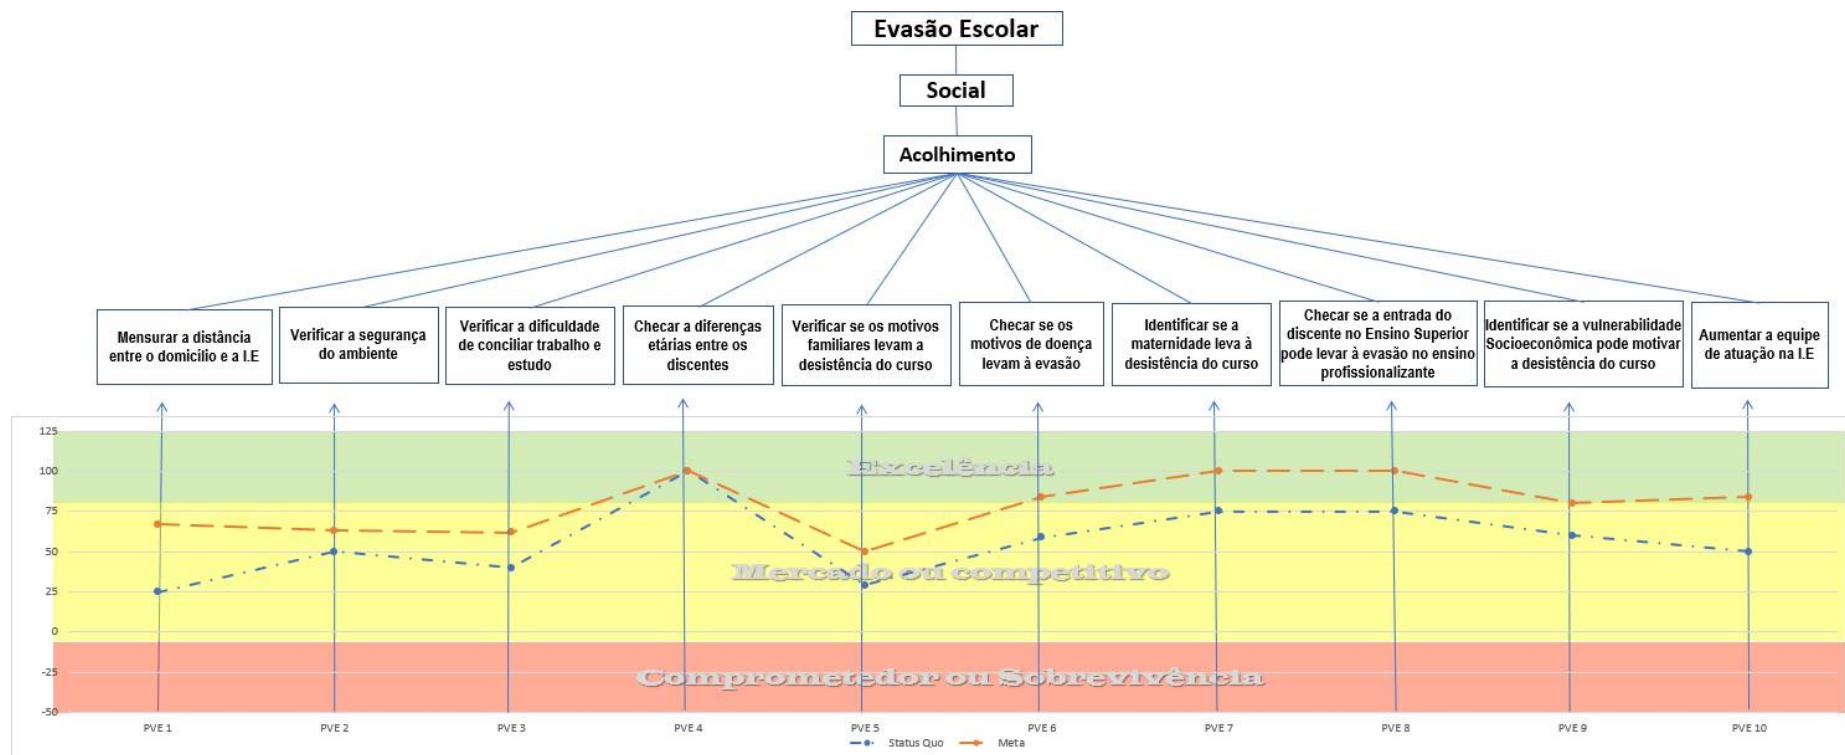 Evasão Escolar
Social
Acolhimento
Mensurar a distância
entre o domicilio e a I.E
Verificar a segurança
do ambiente
Verificar a dificuldade
de conciliar trabalho e
estudo
Checar a diferenças
etárias entre os
discentes
Verificar se os motivos
familiares levam a
desistência do curso
Checar se os
motivos de doença
levam à evasão
Identificar se a
maternidade leva à
desistência do curso
Checar se a entrada do
discente no Ensino Superior
pode levar à evasão no ensino
profissionalizante
Identificar se a vulnerabilidade
Socioeconômica pode motivar
a desistência do curso
Aumentar a equipe
de atuação na I.E
125
100
75
50
25
0
-25
-50
Excelência
Mercado ou competitivo
Comprometedor ou Sobrevivência
PVE 1
PVE 2
PVE 3
PVE 4
PVE 5
PVE 6
PVE 7
PVE 8
PVE 9
PVE 10
Status Quo
Meta